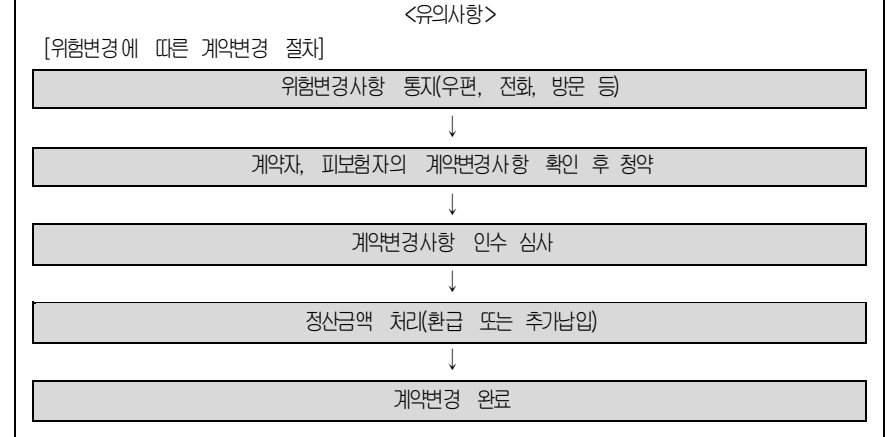 <유의사항>
[위험변경에 따른 계약변경 절차]
위험변경사항 통지(우편, 전화, 방문 등)
↓
계약자, 피보험자의 계약변경사항 확인 후 청약
↓
계약변경사항 인수 심사
↓
정산금액 처리(환급 또는 추가납입)
↓
계약변경 완료